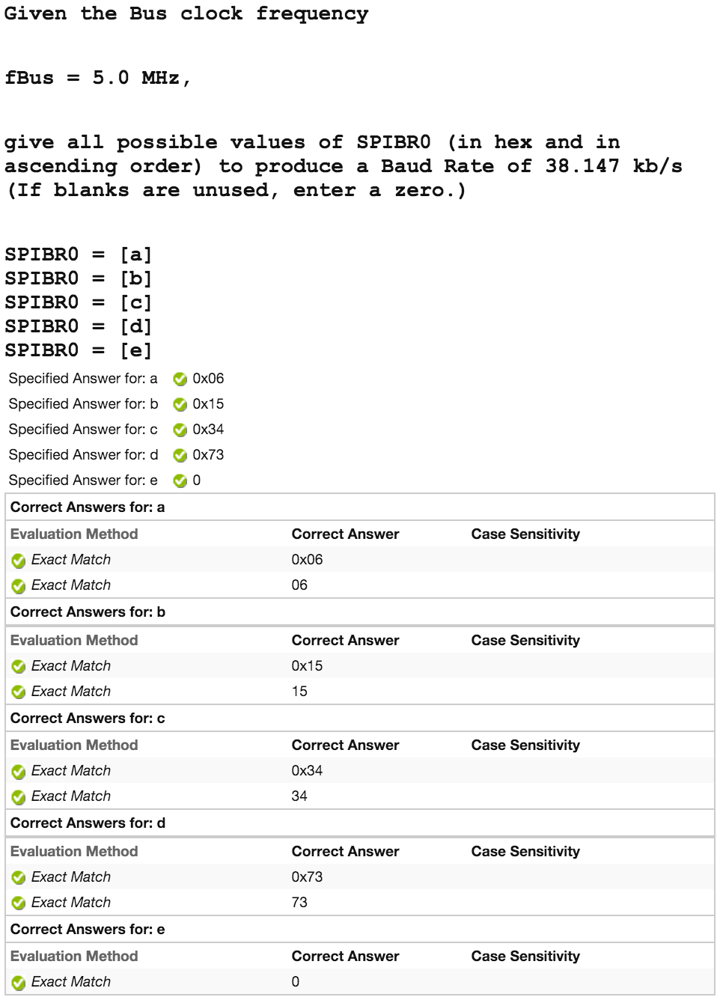 Given the Bus clock frequency
fBus = 5.0 MHz,
give all possible values of SPIBR0 (in hex and in
ascending order) to produce a Baud Rate of 38.147 kb/s
(If blanks are unused, enter a zero.)
SPIBR0 = [a]
SPIBR0 = [b]
SPIBR0 = [c]
SPIBR0 = [d]
SPIBR0 = [e]
Specified Answer for: a 0x06
Specified Answer for: b 0x15
Specified Answer for: c 0x34
Specified Answer for: d 0x73
Specified Answer for: e 0
Correct Answers for: a
Evaluation Method Correct Answer Case Sensitivity
Exact Match 0x06
Exact Match 06
Correct Answers for: b
Evaluation Method Correct Answer Case Sensitivity
Exact Match 0x15
Exact Match 15
Correct Answers for: c
Evaluation Method Correct Answer Case Sensitivity
Exact Match 0x34
Exact Match 34
Correct Answers for: d
Evaluation Method Correct Answer Case Sensitivity
Exact Match 0x73
Exact Match 73
Correct Answers for: e
Evaluation Method Correct Answer Case Sensitivity
Exact Match 0